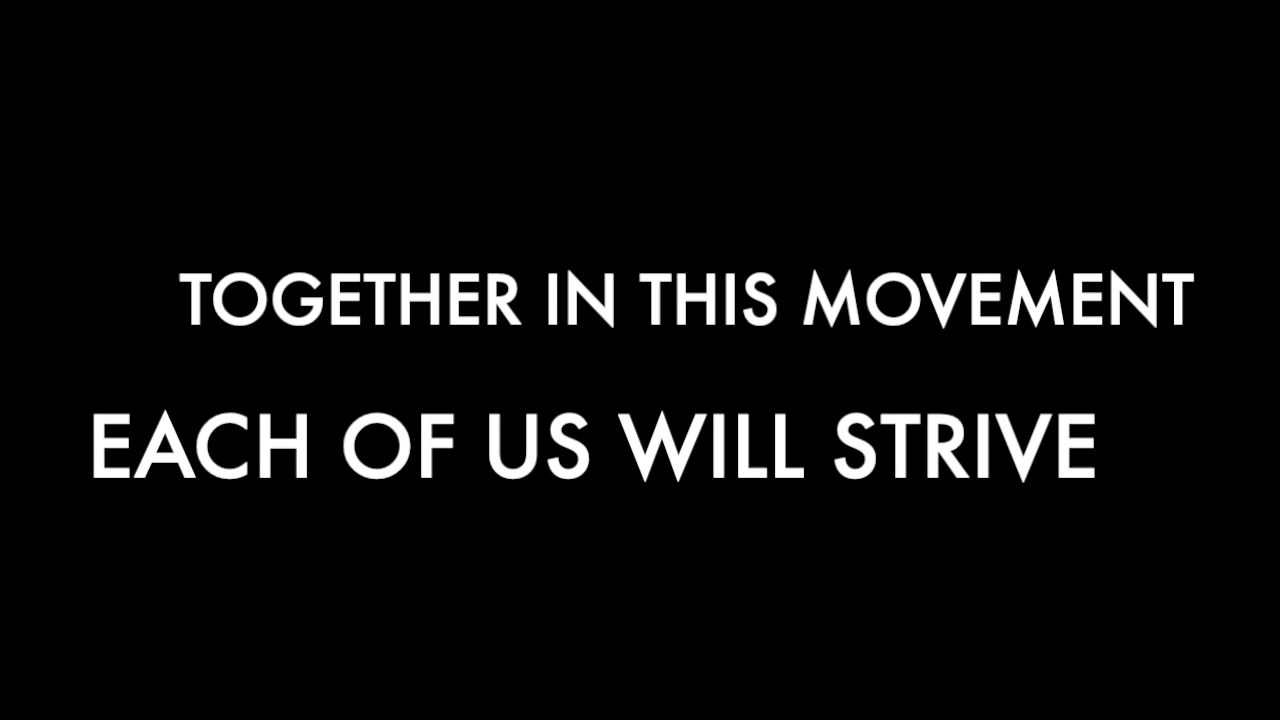 TOGETHER IN THIS MOVEMENT
EACH OF US WILL STRIVE